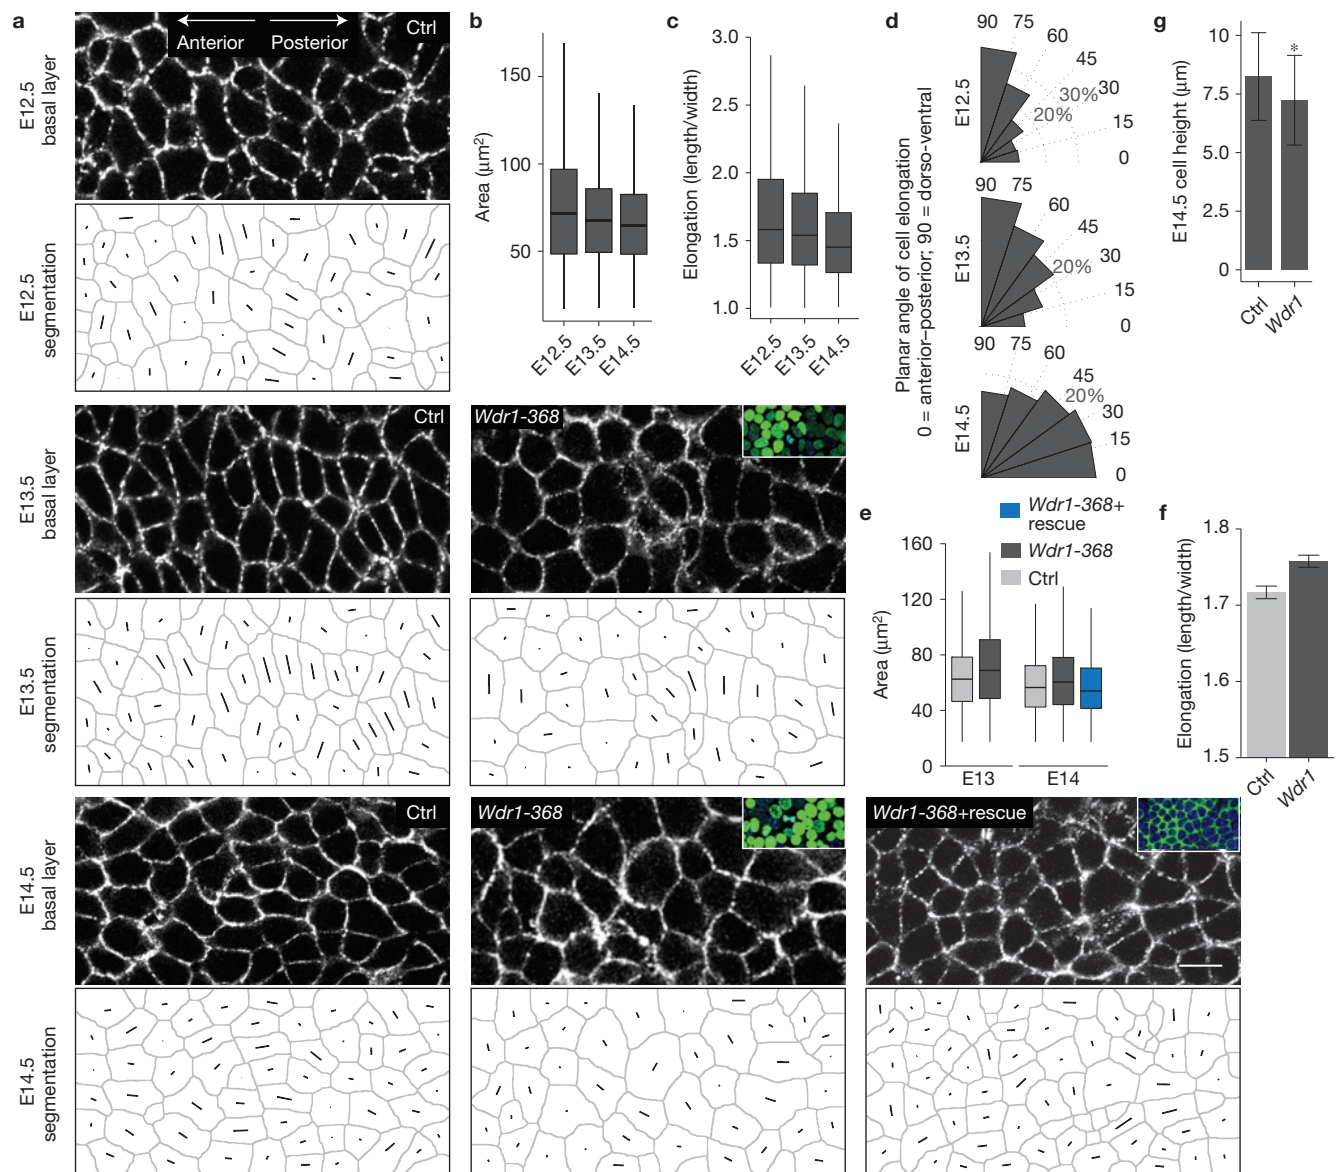 a
Anterior
Posterior
Ctrl
E12.5
basal layer
E12.5
segmentation
b
Area (µm²)
150
100
50
E12.5
E13.5
E14.5
c
Elongation (length/width)
3.0
2.5
2.0
1.5
1.0
E12.5
E13.5
E14.5
d
Planar angle of cell elongation
0 = anterior–posterior; 90 = dorso-ventral
E12.5
90
75
60
45
30
15
0
30%
20%
E13.5
90
75
60
45
30
15
0
20%
E14.5
90
75
60
45
30
15
0
20%
g
E14.5 cell height (µm)
10
7.5
5.0
2.5
0
*
Ctrl
Wdr1
E13.5
basal layer
Ctrl
Wdr1-368
E13.5
segmentation
e
Wdr1-368+
rescue
Wdr1-368
Ctrl
Area (µm²)
160
120
80
40
0
E13
E14
f
Elongation (length/width)
1.8
1.7
1.6
1.5
Ctrl
Wdr1
E14.5
basal layer
Ctrl
Wdr1-368
Wdr1-368+rescue
E14.5
segmentation